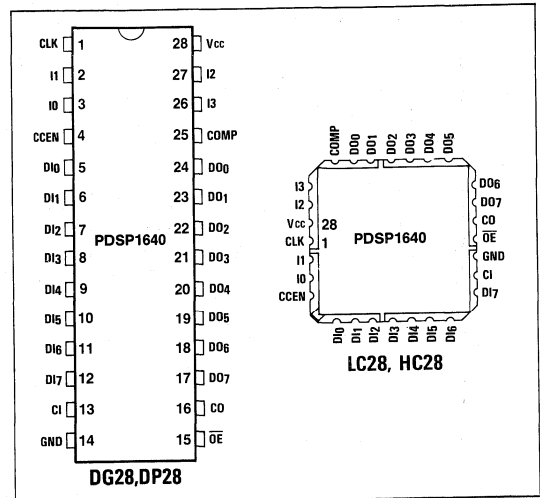 CLK 1 28 Vcc
I1 2 27 I2
I0 3 26 I3
CCEN 4 25 COMP
DI0 5 24 DO0
DI1 6 23 DO1
DI2 7 22 DO2
PDSP1640
DI3 8 21 DO3
DI4 9 20 DO4
DI5 10 19 DO5
DI6 11 18 DO6
DI7 12 17 DO7
CI 13 16 CO
GND 14 15 OE
DG28,DP28
COMP DO0 DO1 DO2 DO3 DO4 DO5
I3 DO6
I2 DO7
Vcc 28 CO
CLK 1 PDSP1640 OE
I1 GND
I0 CI
CCEN DI7
DI0 DI1 DI2 DI3 DI4 DI5 DI6
LC28, HC28